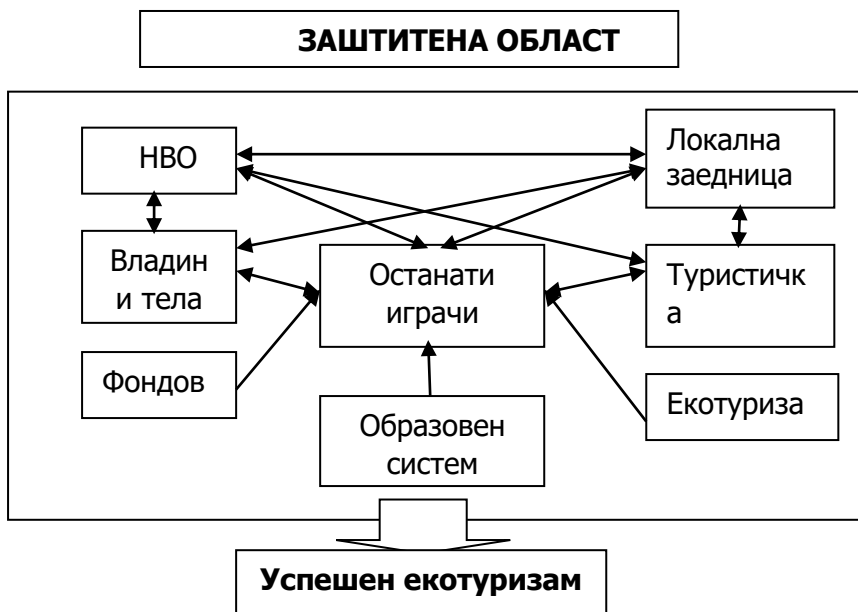 ЗАШТИТЕНА ОБЛАСТ
НВО
Локална
заедница
Владин
и тела
Останати
играчи
Туристичк
а
Фондов
Образовен
систем
Екотуриза
Успешен екотуризам